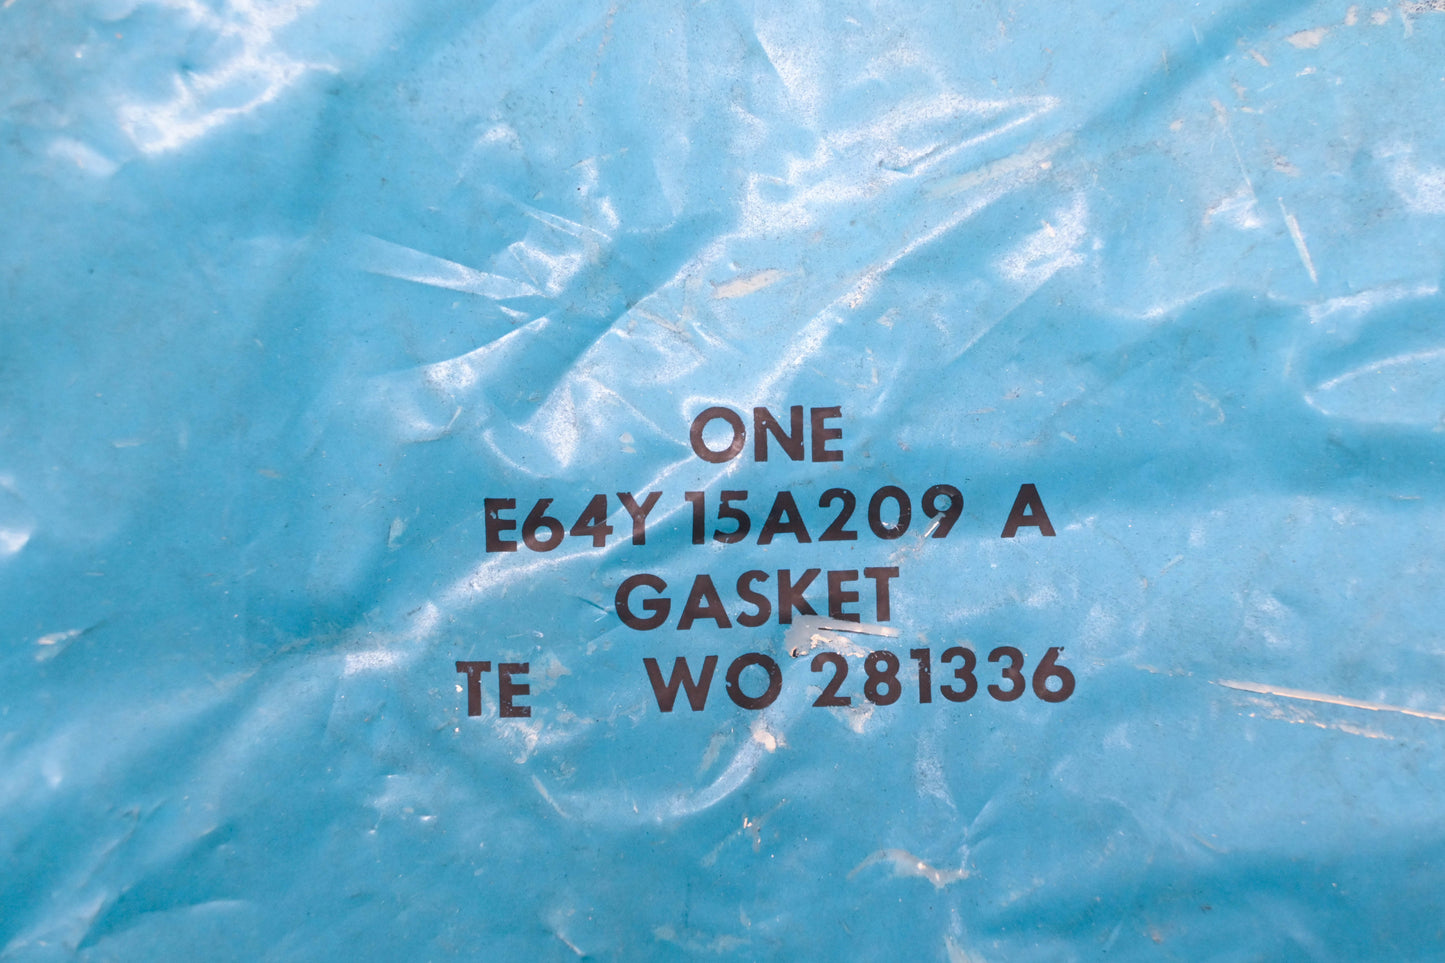 ONE
E64Y 15A209 A
GASKET
TE WO 281336